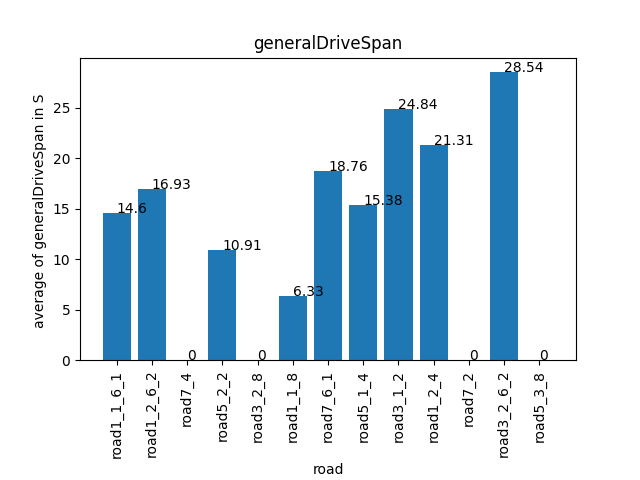 generalDriveSpan
average of generalDriveSpan in S
25
20
15
10
5
0
14.6
16.93
0
10.91
0
6.33
18.76
15.38
24.84
21.31
0
28.54
0
road1_1_6_1
road1_2_6_2
road7_4
road5_2_2
road3_2_8
road1_1_8
road7_6_1
road5_1_4
road3_1_2
road1_2_4
road7_2
road3_2_6_2
road5_3_8
road